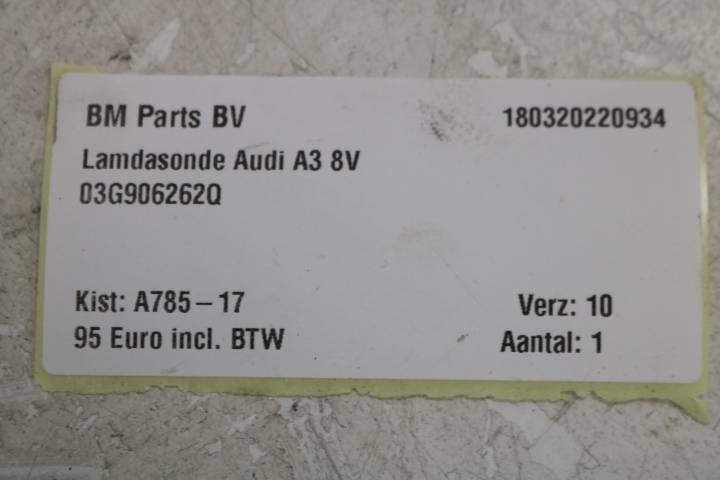 BM Parts BV 180320220934
Lamdasonde Audi A3 8V
03G906262Q
Kist: A785-17 Verz: 10
95 Euro incl. BTW Aantal: 1